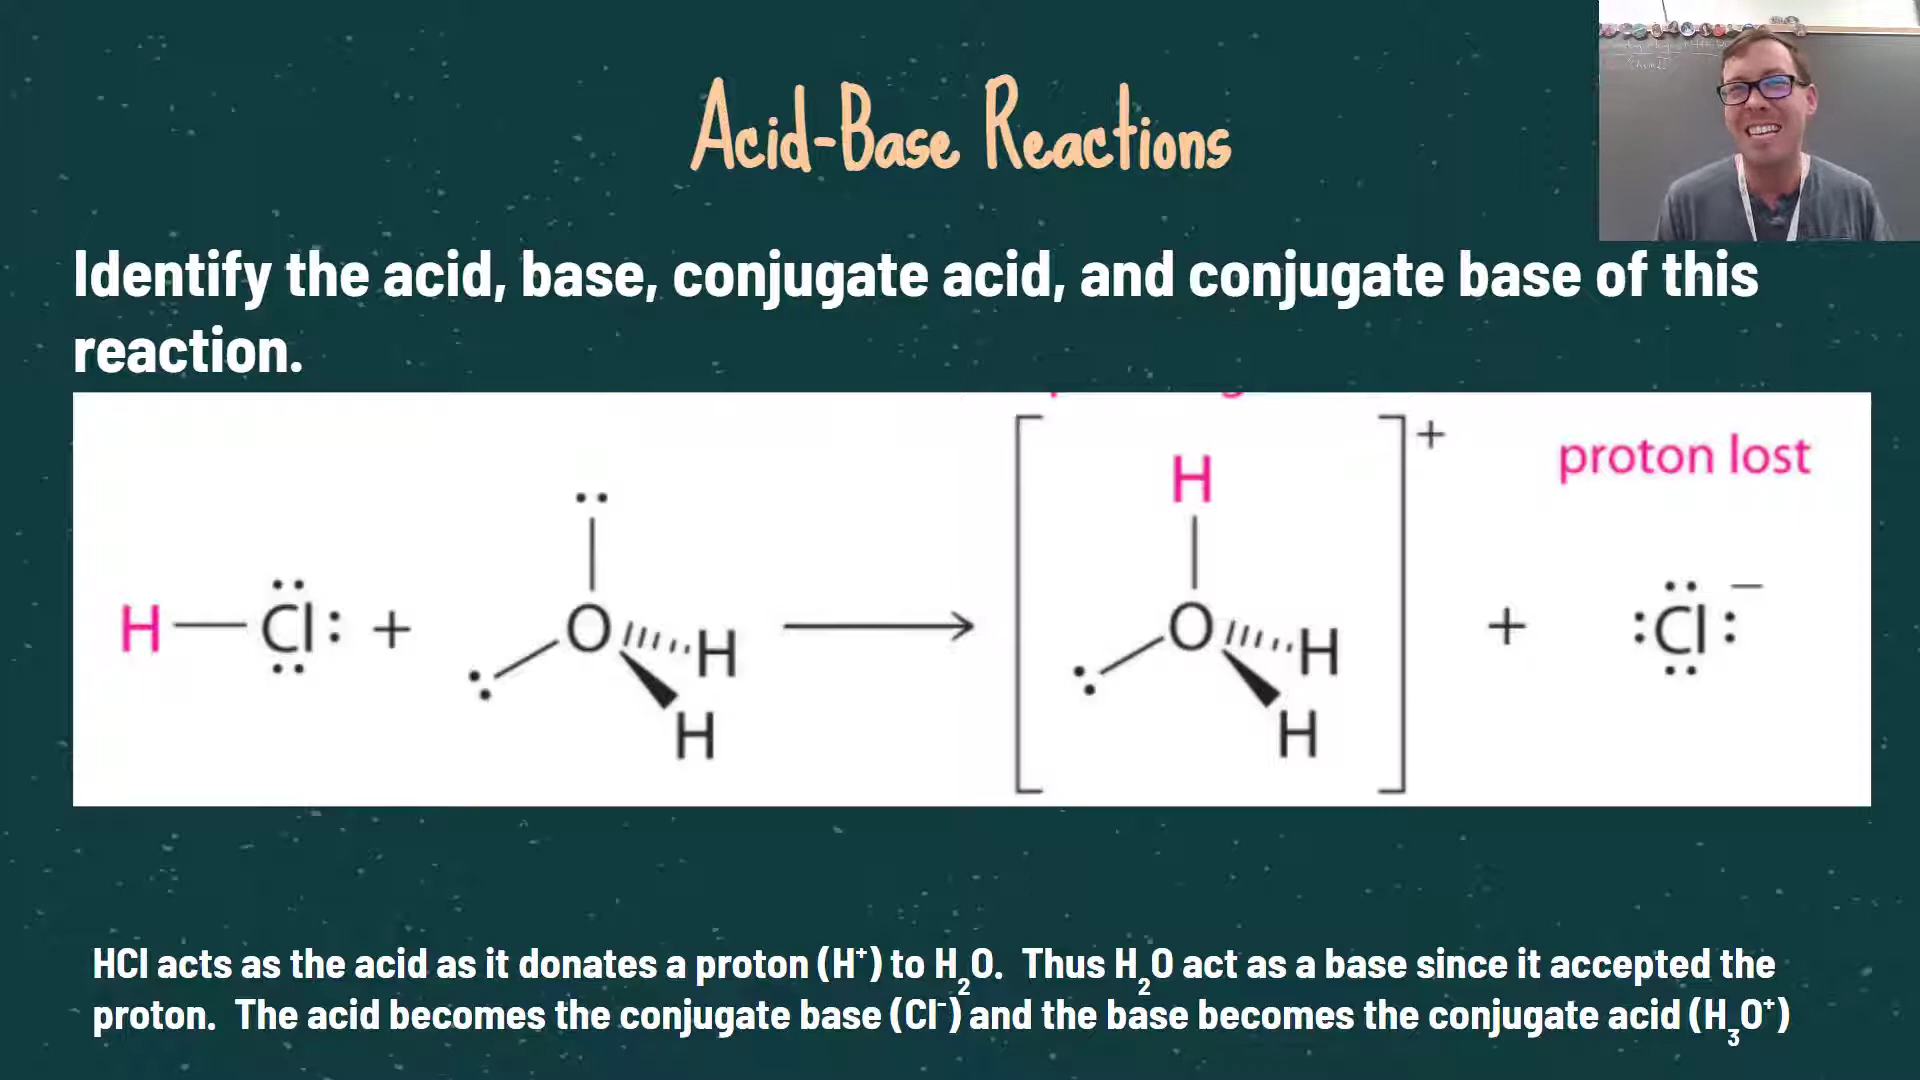 Acid-Base Reactions
Identify the acid, base, conjugate acid, and conjugate base of this
reaction.
proton lost
H—Cl + O H H → [H O H H]⁺ + Cl⁻
HCl acts as the acid as it donates a proton (H⁺) to H₂O. Thus H₂O act as a base since it accepted the
proton. The acid becomes the conjugate base (Cl⁻) and the base becomes the conjugate acid (H₃O⁺)